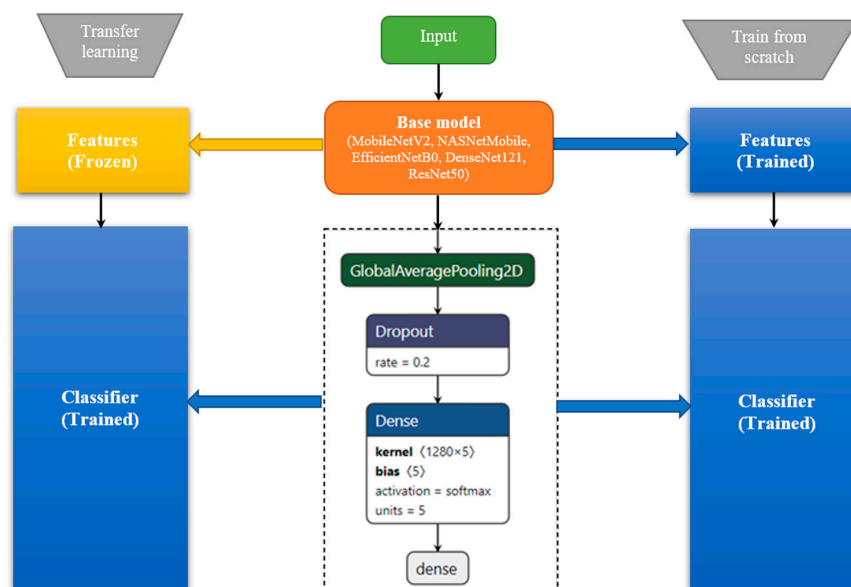 Transfer
learning
Input
Train from
scratch
Features
(Frozen)
Base model
(MobileNetV2, NASNetMobile,
EfficientNetB0, DenseNet121,
ResNet50)
Features
(Trained)
GlobalAveragePooling2D
Dropout
rate = 0.2
Classifier
(Trained)
Dense
kernel ⟨1280×5⟩
bias ⟨5⟩
activation = softmax
units = 5
dense
Classifier
(Trained)